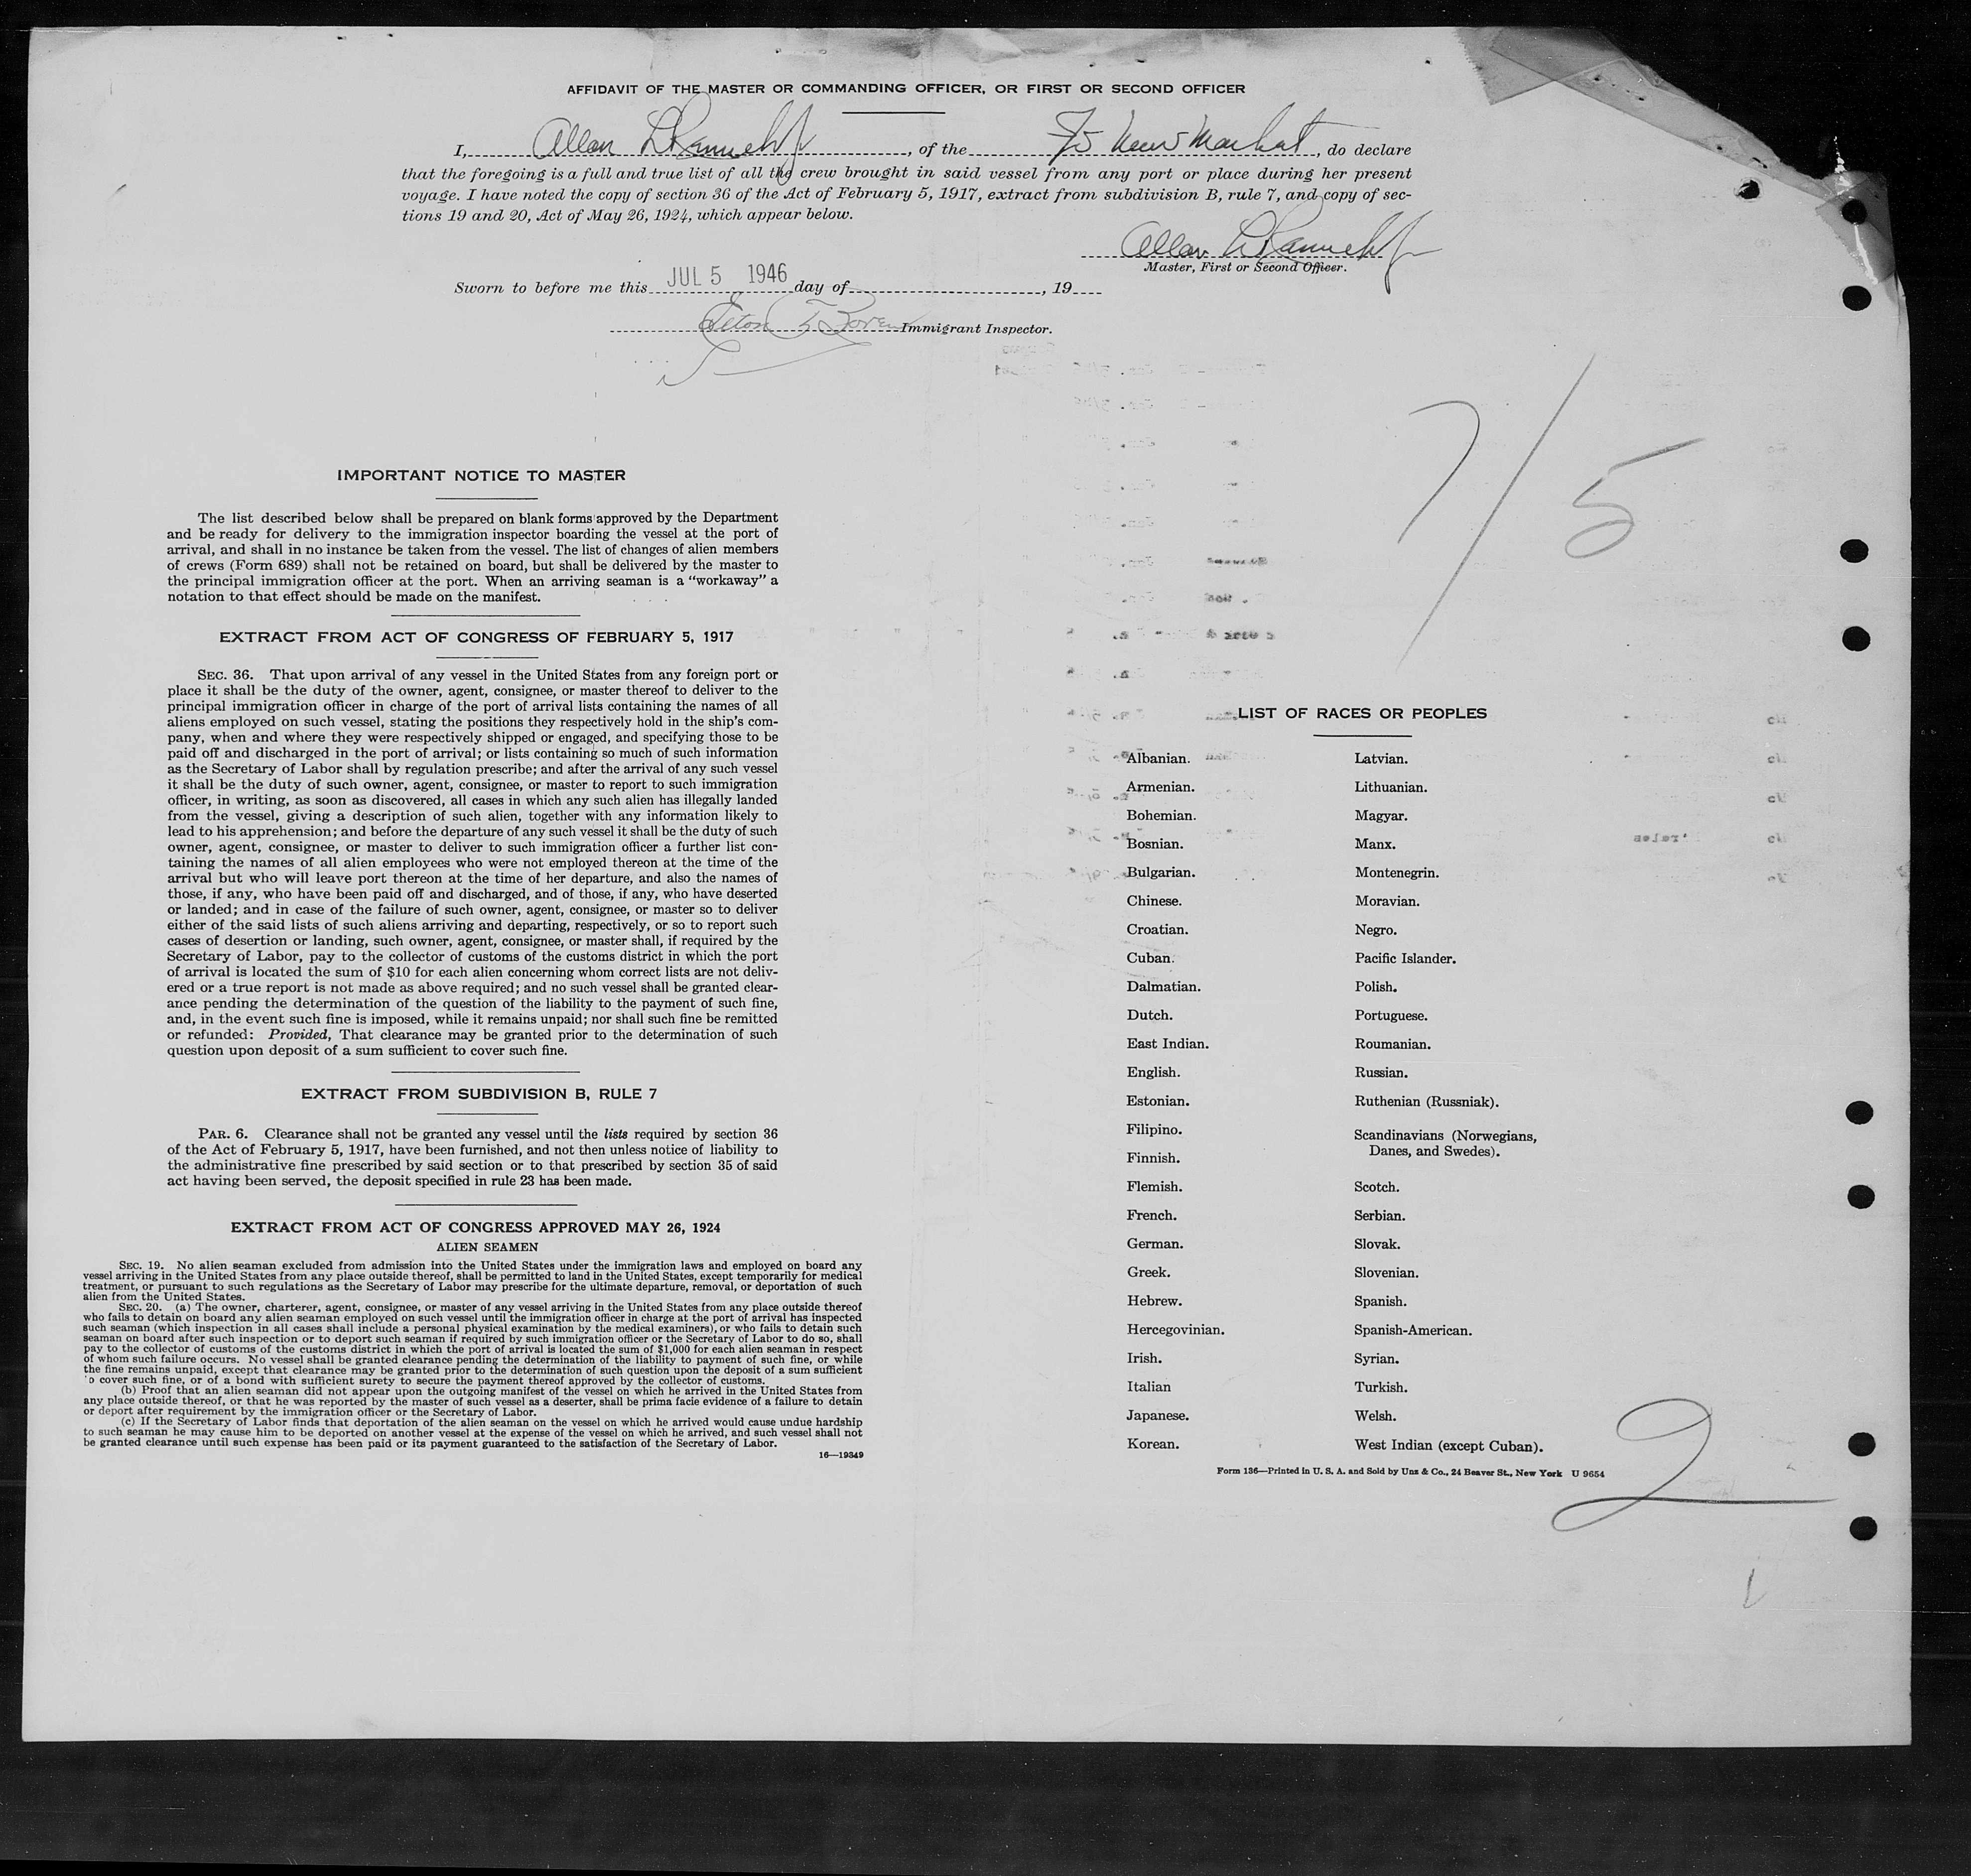 AFFIDAVIT OF THE MASTER OR COMMANDING OFFICER, OR FIRST OR SECOND OFFICER
I, Allan , of the New Market, do declare
that the foregoing is a full and true list of all the crew brought in said vessel from any port or place during her present
voyage. I have noted the copy of section 36 of the Act of February 5, 1917, extract from subdivision B, rule 7, and copy of sec-
tions 19 and 20, Act of May 26, 1924, which appear below.
Allan
Master, First or Second Officer.
Sworn to before me this JUL 5 1946 day of , 19
Immigrant Inspector.
7/5
IMPORTANT NOTICE TO MASTER
The list described below shall be prepared on blank forms approved by the Department
and be ready for delivery to the immigration inspector boarding the vessel at the port of
arrival, and shall in no instance be taken from the vessel. The list of changes of alien members
of crews (Form 689) shall not be retained on board, but shall be delivered by the master to
the principal immigration officer at the port. When an arriving seaman is a "workaway" a
notation to that effect should be made on the manifest.
EXTRACT FROM ACT OF CONGRESS OF FEBRUARY 5, 1917
SEC. 36. That upon arrival of any vessel in the United States from any foreign port or
place it shall be the duty of the owner, agent, consignee, or master thereof to deliver to the
principal immigration officer in charge of the port of arrival lists containing the names of all
aliens employed on such vessel, stating the positions they respectively hold in the ship's com-
pany, when and where they were respectively shipped or engaged, and specifying those to be
paid off and discharged in the port of arrival; or lists containing so much of such information
as the Secretary of Labor shall by regulation prescribe; and after the arrival of any such vessel
it shall be the duty of such owner, agent, consignee, or master to report to such immigration
officer, in writing, as soon as discovered, all cases in which any such alien has illegally landed
from the vessel, giving a description of such alien, together with any information likely to
lead to his apprehension; and before the departure of any such vessel it shall be the duty of such
owner, agent, consignee, or master to deliver to such immigration officer a further list con-
taining the names of all alien employees who were not employed thereon at the time of the
arrival but who will leave port thereon at the time of her departure, and also the names of
those, if any, who have been paid off and discharged, and of those, if any, who have deserted
or landed; and in case of the failure of such owner, agent, consignee, or master so to deliver
either of the said lists of such aliens arriving and departing, respectively, or so to report such
cases of desertion or landing, such owner, agent, consignee, or master shall, if required by the
Secretary of Labor, pay to the collector of customs of the customs district in which the port
of arrival is located the sum of $10 for each alien concerning whom correct lists are not deliv-
ered or a true report is not made as above required; and no such vessel shall be granted clear-
ance pending the determination of the question of the liability to the payment of such fine,
and, in the event such fine is imposed, while it remains unpaid; nor shall such fine be remitted
or refunded: Provided, That clearance may be granted prior to the determination of such
question upon deposit of a sum sufficient to cover such fine.
EXTRACT FROM SUBDIVISION B, RULE 7
PAR. 6. Clearance shall not be granted any vessel until the lists required by section 36
of the Act of February 5, 1917, have been furnished, and not then unless notice of liability to
the administrative fine prescribed by said section or to that prescribed by section 35 of said
act having been served, the deposit specified in rule 23 has been made.
EXTRACT FROM ACT OF CONGRESS APPROVED MAY 26, 1924
ALIEN SEAMEN
SEC. 19. No alien seaman excluded from admission into the United States under the immigration laws and employed on board any
vessel arriving in the United States from any place outside thereof, shall be permitted to land in the United States, except temporarily for medical
treatment, or pursuant to such regulations as the Secretary of Labor may prescribe for the ultimate departure, removal, or deportation of such
alien from the United States.
SEC. 20. (a) The owner, charterer, agent, consignee, or master of any vessel arriving in the United States from any place outside thereof
who fails to detain on board any alien seaman employed on such vessel until the immigration officer in charge at the port of arrival has inspected
such seaman (which inspection in all cases shall include a personal physical examination by the medical examiners), or who fails to detain such
seaman on board after such inspection or to deport such seaman if required by such immigration officer or the Secretary of Labor to do so, shall
pay to the collector of customs of the customs district in which the port of arrival is located the sum of $1,000 for each alien seaman in respect
of whom such failure occurs. No vessel shall be granted clearance pending the determination of the liability to payment of such fine, or while
the fine remains unpaid, except that clearance may be granted prior to the determination of such question upon the deposit of a sum sufficient
o cover such fine, or of a bond with sufficient surety to secure the payment thereof approved by the collector of customs.
(b) Proof that an alien seaman did not appear upon the outgoing manifest of the vessel on which he arrived in the United States from
any place outside thereof, or that he was reported by the master of such vessel as a deserter, shall be prima facie evidence of a failure to detain
or deport after requirement by the immigration officer or the Secretary of Labor.
(c) If the Secretary of Labor finds that deportation of the alien seaman on the vessel on which he arrived would cause undue hardship
to such seaman he may cause him to be deported on another vessel at the expense of the vessel on which he arrived, and such vessel shall not
be granted clearance until such expense has been paid or its payment guaranteed to the satisfaction of the Secretary of Labor.
16—19349
LIST OF RACES OR PEOPLES
Albanian.
Armenian.
Bohemian.
Bosnian.
Bulgarian.
Chinese.
Croatian.
Cuban.
Dalmatian.
Dutch.
East Indian.
English.
Estonian.
Filipino.
Finnish.
Flemish.
French.
German.
Greek.
Hebrew.
Hercegovinian.
Irish.
Italian
Japanese.
Korean.
Latvian.
Lithuanian.
Magyar.
Manx.
Montenegrin.
Moravian.
Negro.
Pacific Islander.
Polish.
Portuguese.
Roumanian.
Russian.
Ruthenian (Russniak).
Scandinavians (Norwegians,
Danes, and Swedes).
Scotch.
Serbian.
Slovak.
Slovenian.
Spanish.
Spanish-American.
Syrian.
Turkish.
Welsh.
West Indian (except Cuban).
Form 136—Printed in U. S. A. and Sold by Unz & Co., 24 Beaver St., New York U 9654
2